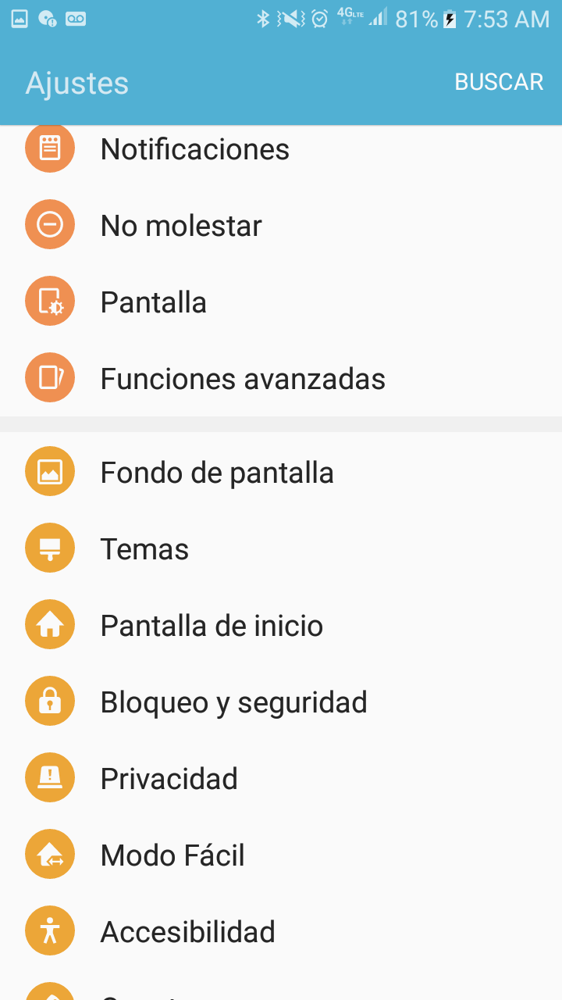 4G LTE 81% 7:53 AM
Ajustes
BUSCAR
Notificaciones
No molestar
Pantalla
Funciones avanzadas
Fondo de pantalla
Temas
Pantalla de inicio
Bloqueo y seguridad
Privacidad
Modo Fácil
Accesibilidad